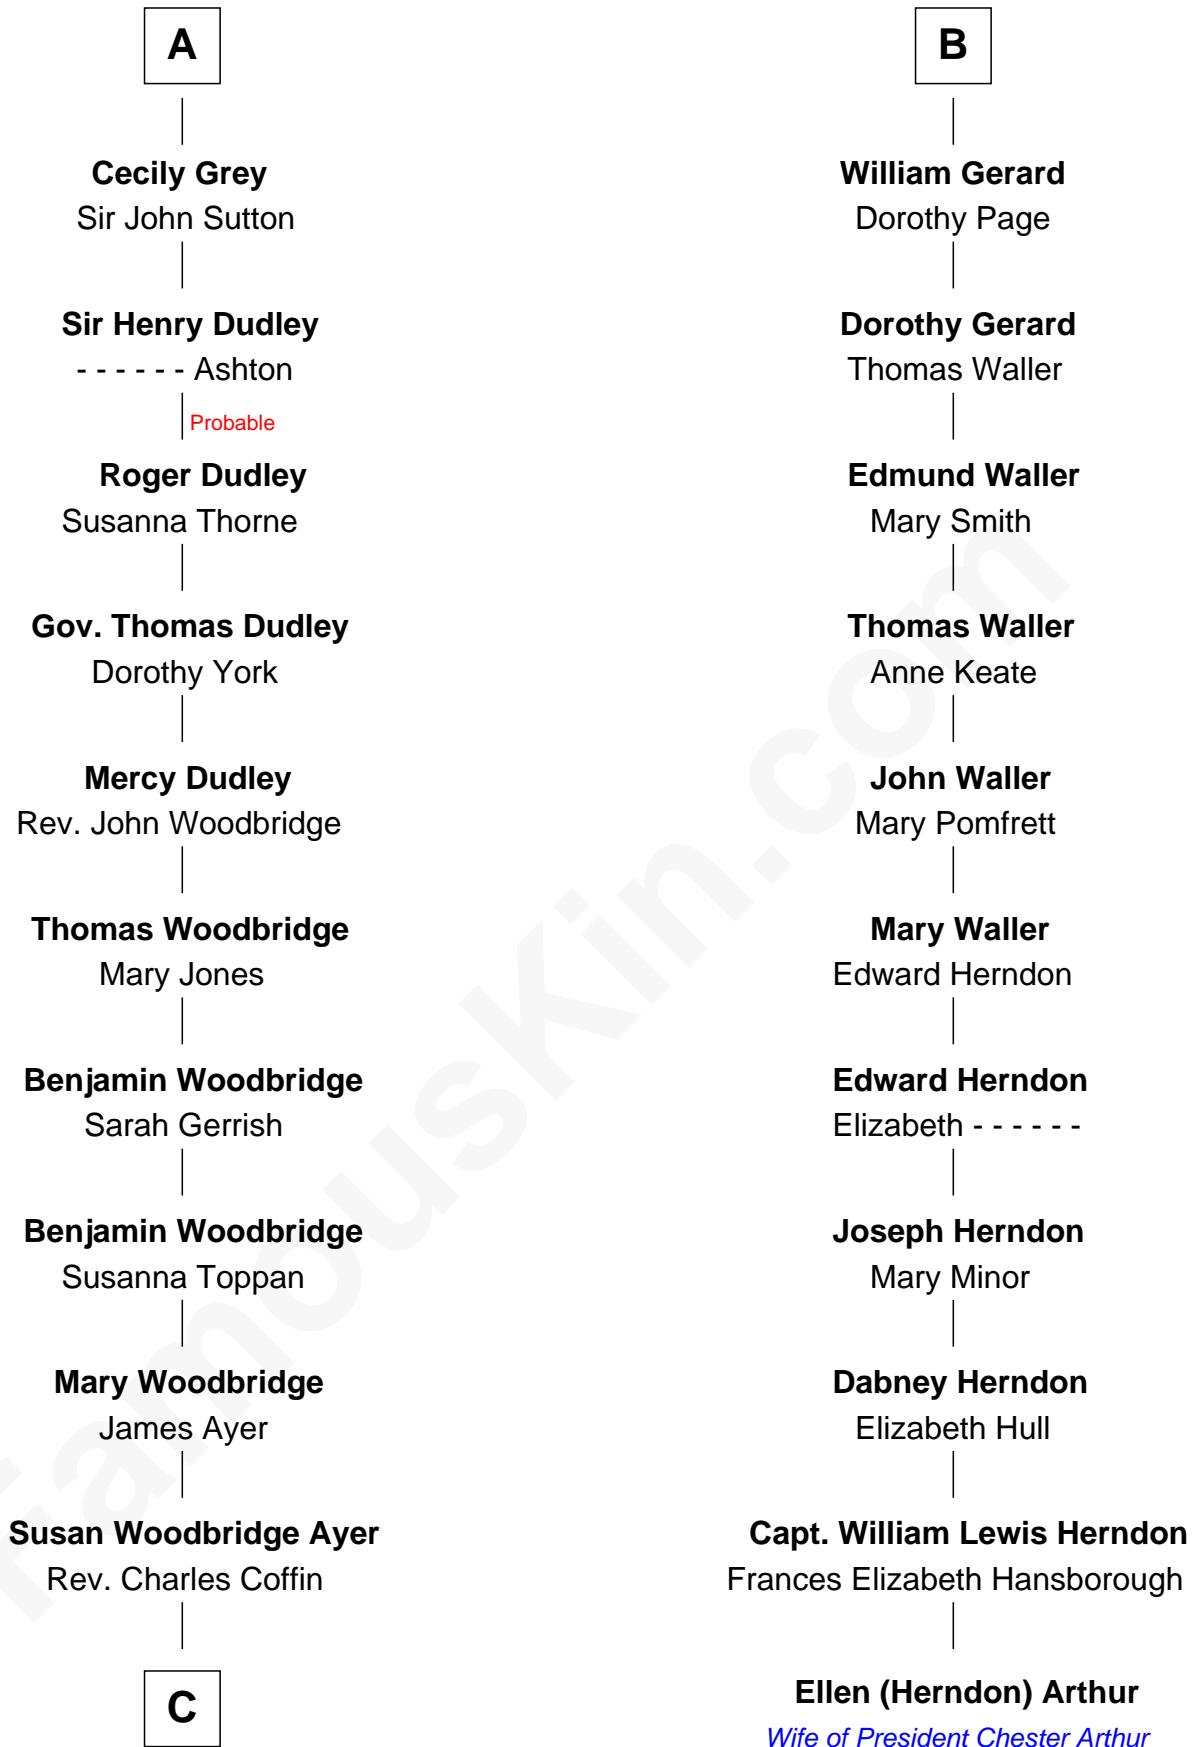 A
Cecily Grey
Sir John Sutton
Sir Henry Dudley
- - - - - - Ashton
Probable
Roger Dudley
Susanna Thorne
Gov. Thomas Dudley
Dorothy York
Mercy Dudley
Rev. John Woodbridge
Thomas Woodbridge
Mary Jones
Benjamin Woodbridge
Sarah Gerrish
Benjamin Woodbridge
Susanna Toppan
Mary Woodbridge
James Ayer
Susan Woodbridge Ayer
Rev. Charles Coffin
C
B
William Gerard
Dorothy Page
Dorothy Gerard
Thomas Waller
Edmund Waller
Mary Smith
Thomas Waller
Anne Keate
John Waller
Mary Pomfrett
Mary Waller
Edward Herndon
Edward Herndon
Elizabeth - - - - - -
Joseph Herndon
Mary Minor
Dabney Herndon
Elizabeth Hull
Capt. William Lewis Herndon
Frances Elizabeth Hansborough
Ellen (Herndon) Arthur
Wife of President Chester Arthur
FamousKin.com